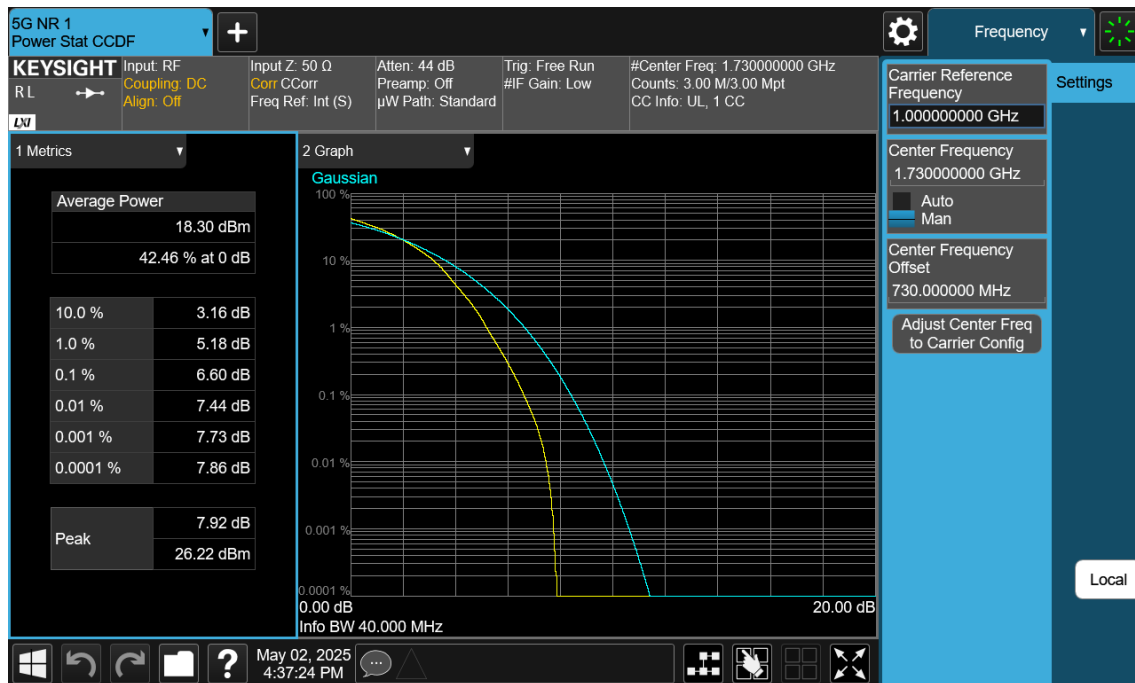 5G NR 1
Power Stat CCDF
Frequency
KEYSIGHT
R L
LXI
Input: RF
Coupling: DC
Align: Off
Input Z: 50 Ω
Corr CCorr
Freq Ref: Int (S)
Atten: 44 dB
Preamp: Off
µW Path: Standard
Trig: Free Run
#IF Gain: Low
#Center Freq: 1.730000000 GHz
Counts: 3.00 M/3.00 Mpt
CC Info: UL, 1 CC
1 Metrics
Average Power
18.30 dBm
42.46 % at 0 dB
10.0 % 3.16 dB
1.0 % 5.18 dB
0.1 % 6.60 dB
0.01 % 7.44 dB
0.001 % 7.73 dB
0.0001 % 7.86 dB
Peak
7.92 dB
26.22 dBm
2 Graph
Gaussian
100 %
10 %
1 %
0.1 %
0.01 %
0.001 %
0.0001 %
0.00 dB 20.00 dB
Info BW 40.000 MHz
Carrier Reference
Frequency
1.000000000 GHz
Center Frequency
1.730000000 GHz
Auto
Man
Center Frequency
Offset
730.000000 MHz
Adjust Center Freq
to Carrier Config
Settings
Local
?
May 02, 2025
4:37:24 PM